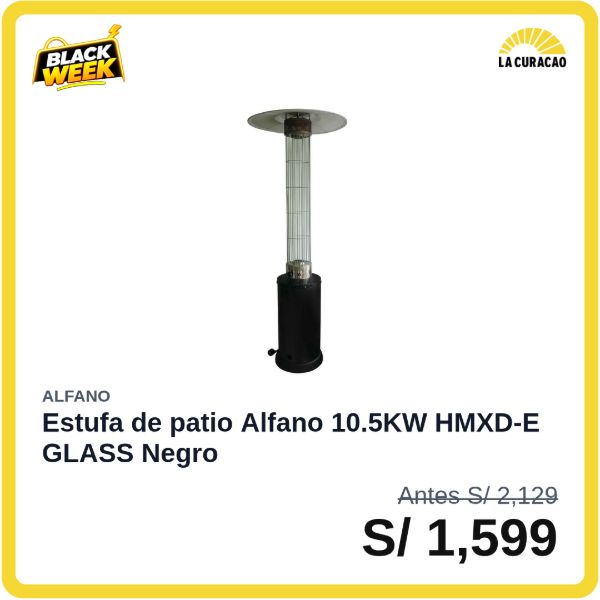 BLACK
WEEK
LA CURACAO
ALFANO
Estufa de patio Alfano 10.5KW HMXD-E
GLASS Negro
Antes S/ 2,129
S/ 1,599